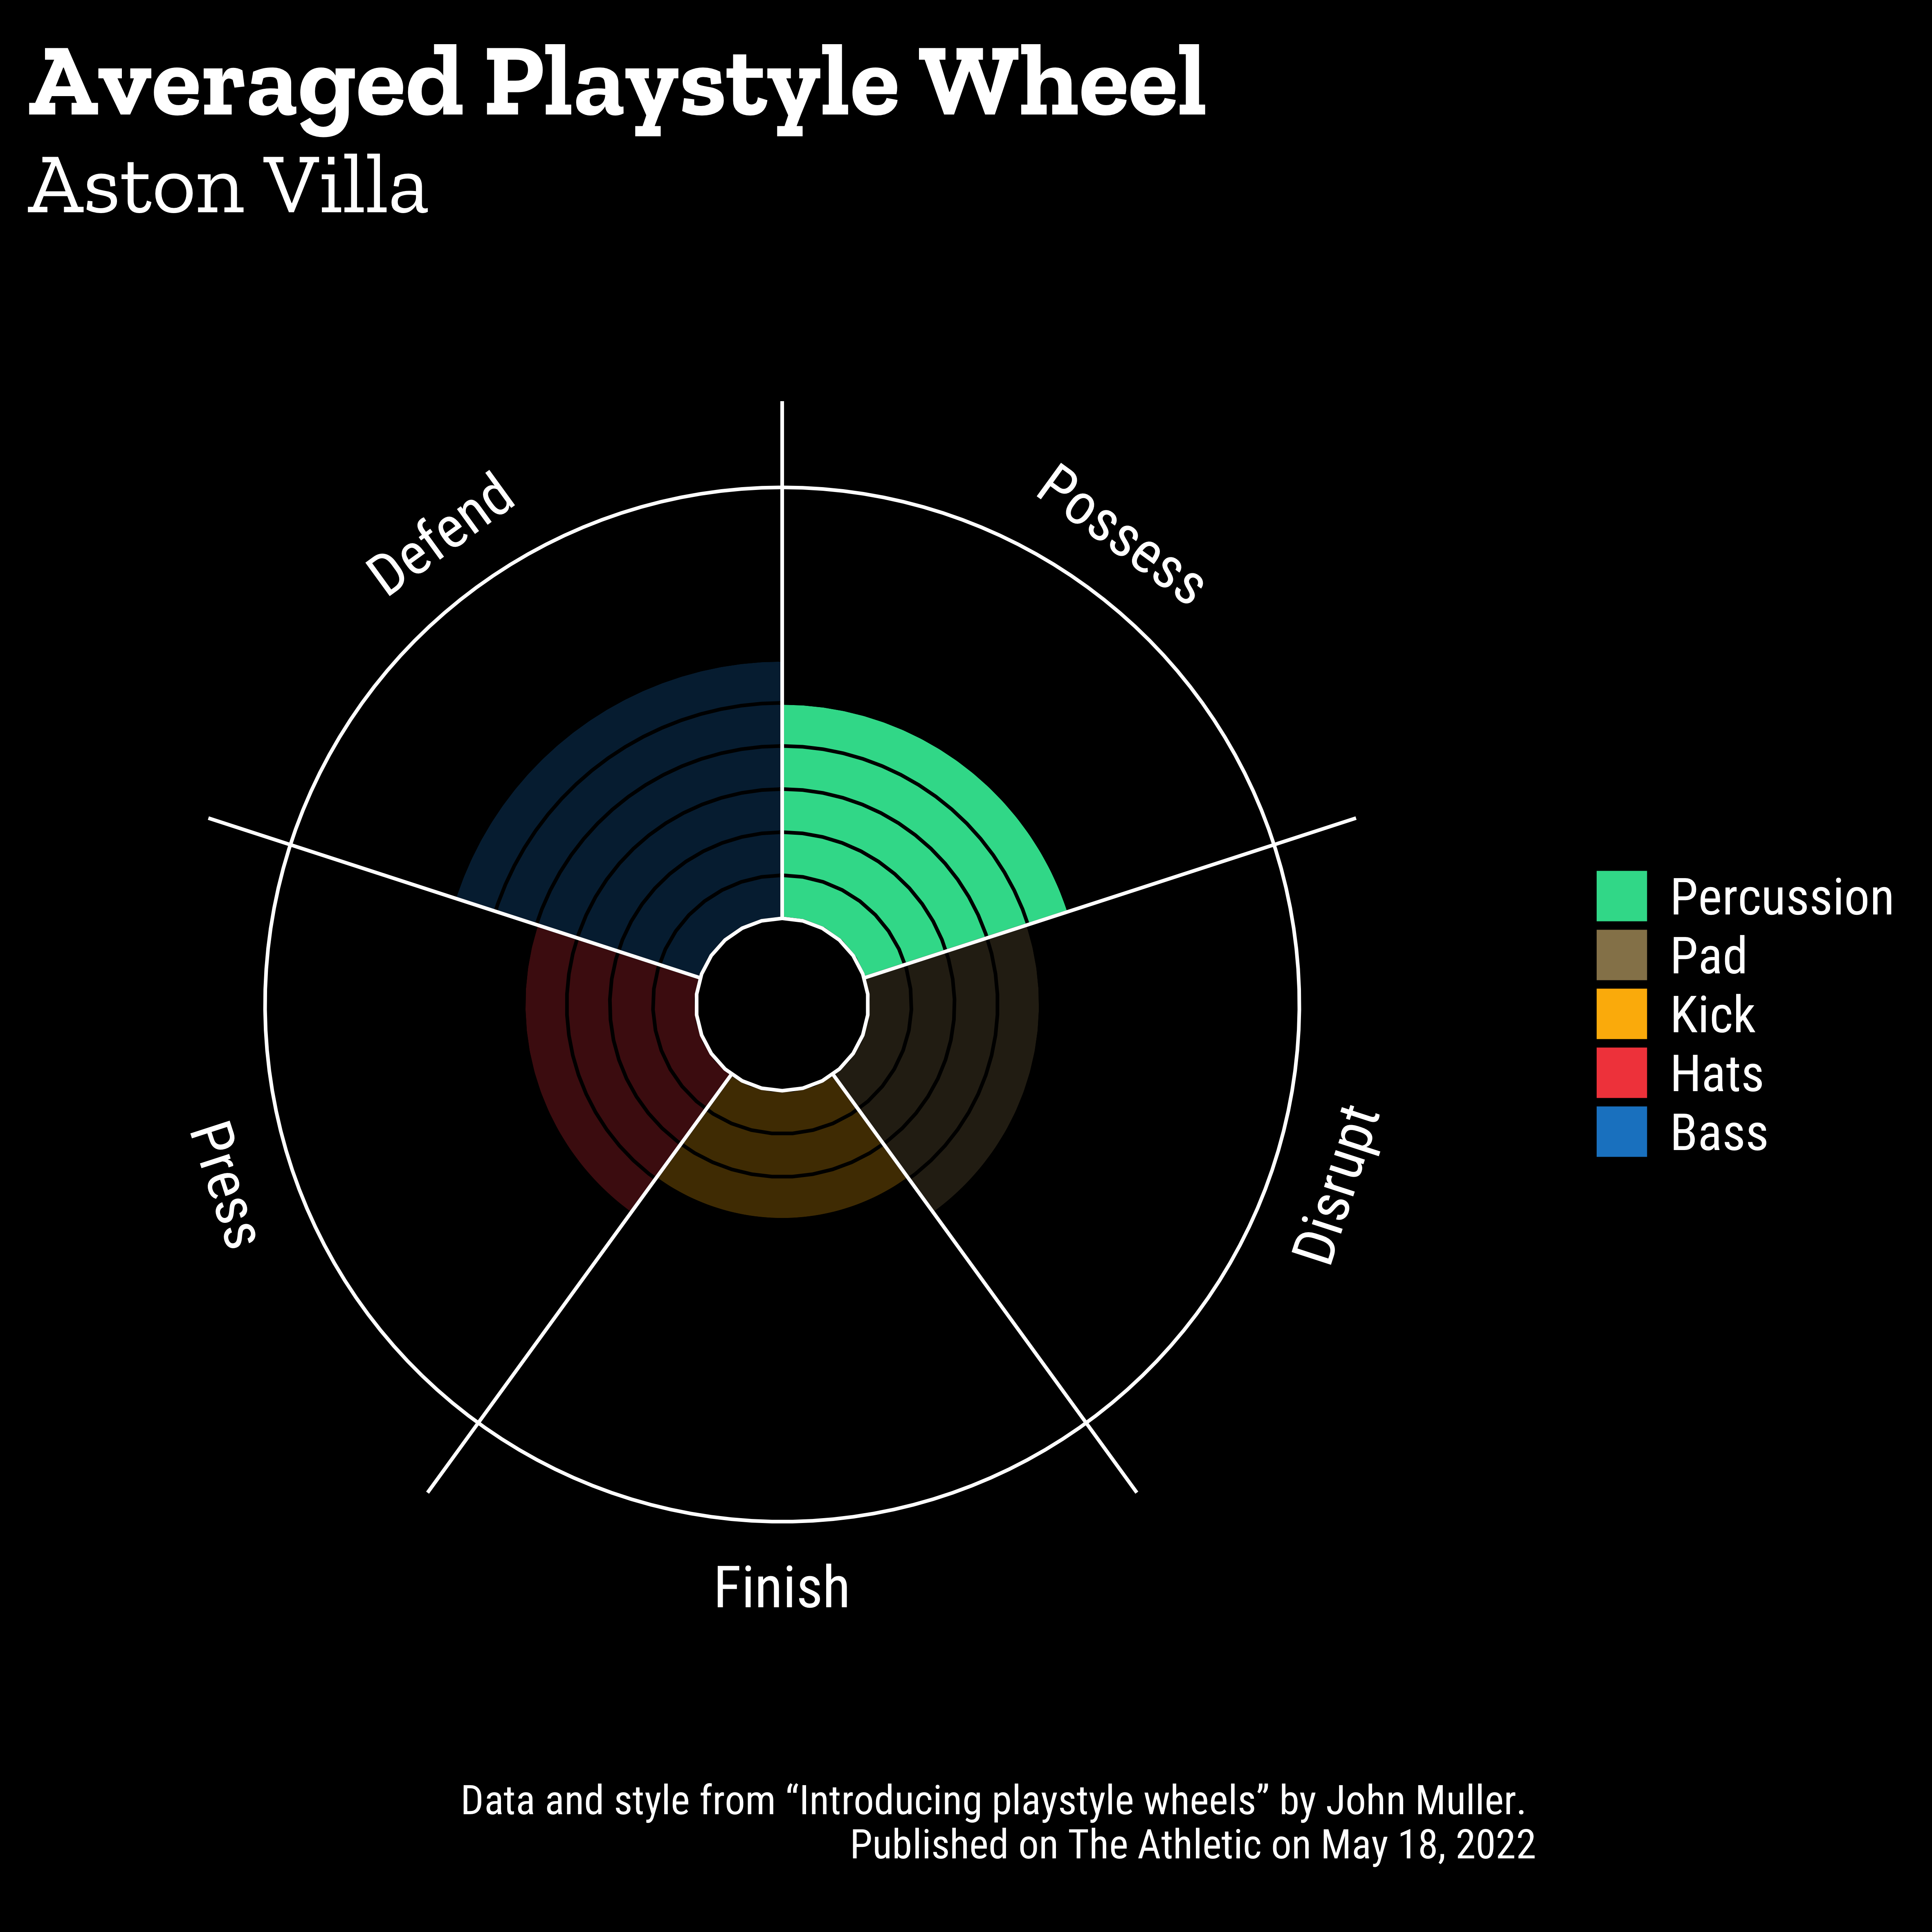 Averaged Playstyle Wheel
Aston Villa
Defend
Possess
Press
Disrupt
Finish
Percussion
Pad
Kick
Hats
Bass
Data and style from “Introducing playstyle wheels” by John Muller.
Published on The Athletic on May 18, 2022